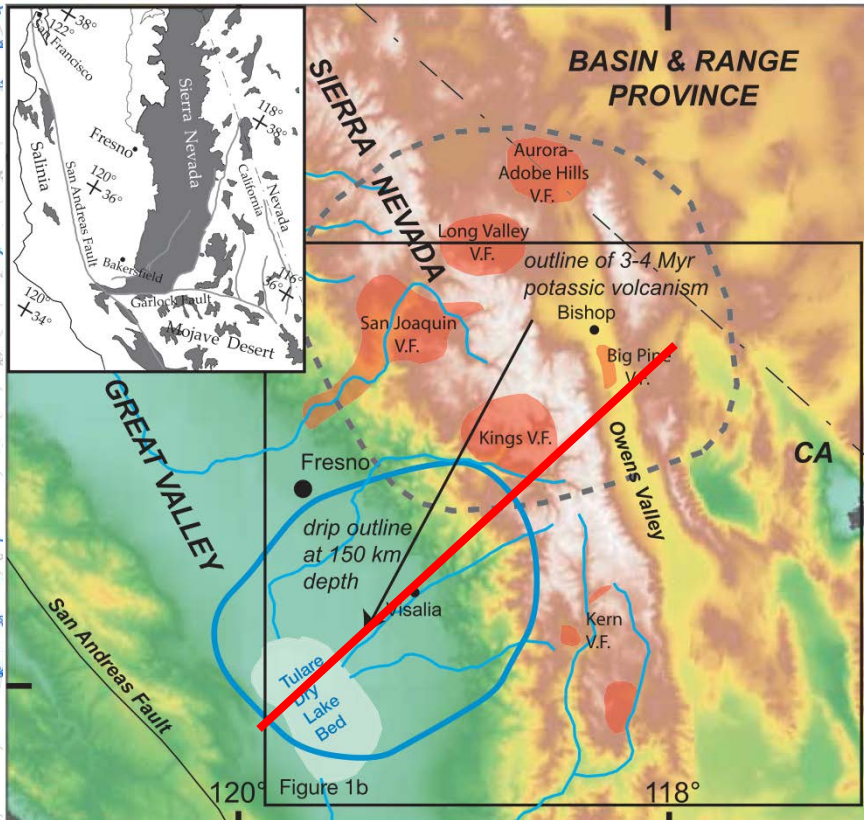 38°
122°
San Francisco
Sierra Nevada
118°
38°
Fresno
120°
36°
Salinia
San Andreas Fault
Nevada
California
Bakersfield
116°
36°
120°
34°
Garlock Fault
Mojave Desert
BASIN & RANGE
PROVINCE
SIERRA NEVADA
Aurora-
Adobe Hills
V.F.
Long Valley
V.F.
outline of 3-4 Myr
potassic volcanism
Bishop
San Joaquin
V.F.
Big Pine
V.F.
GREAT VALLEY
Kings V.F.
Owens Valley
CA
Fresno
drip outline
at 150 km
depth
Visalia
Kern
V.F.
San Andreas Fault
Tulare
Dry
Lake
Bed
120°
Figure 1b
118°